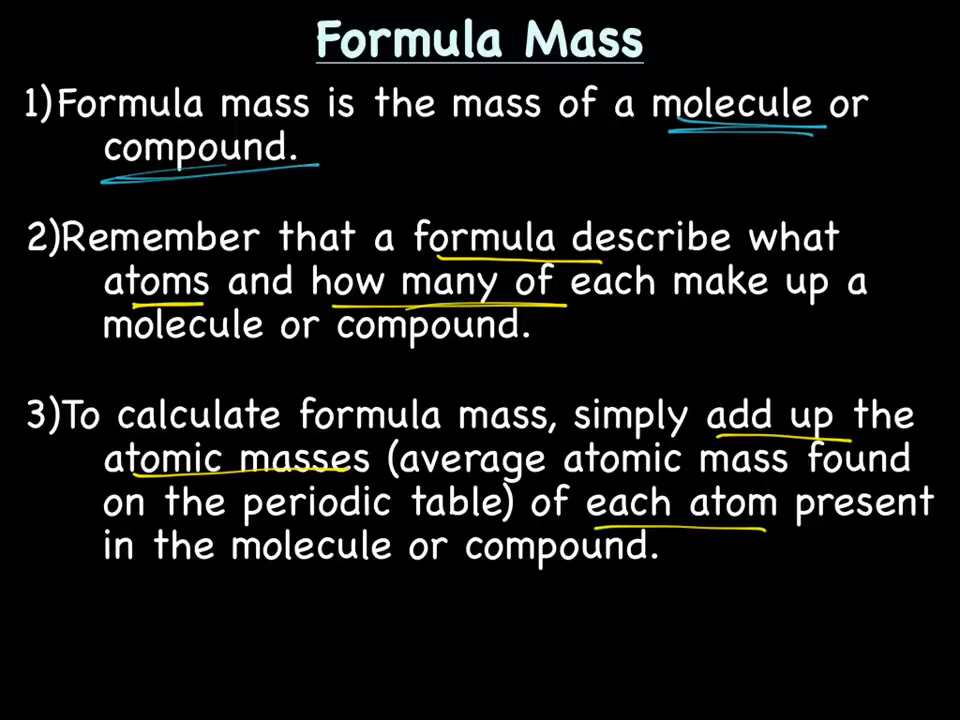 Formula Mass
1)Formula mass is the mass of a molecule or
compound.
2)Remember that a formula describe what
atoms and how many of each make up a
molecule or compound.
3)To calculate formula mass, simply add up the
atomic masses (average atomic mass found
on the periodic table) of each atom present
in the molecule or compound.